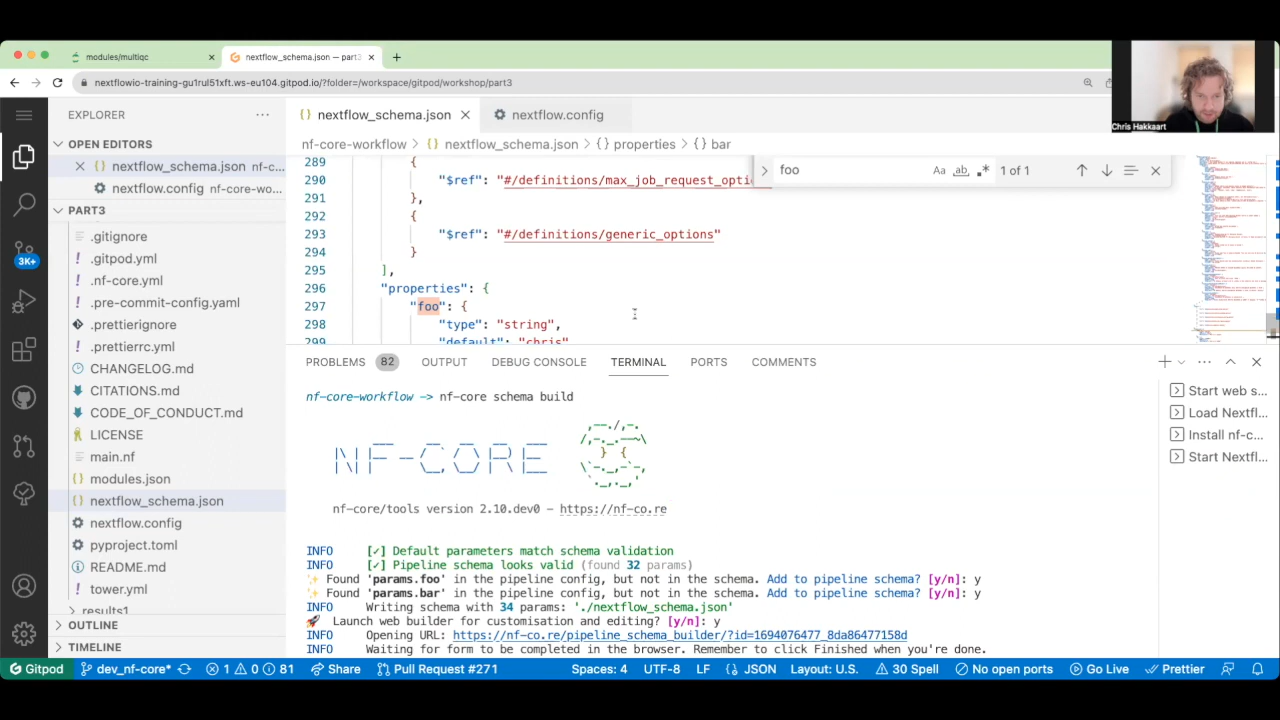 modules/multiqc
nextflow_schema.json — part3
nextflowio-training-gu1rul51xft.ws-eu104.gitpod.io/?folder=/workspace/gitpod/workshop/part3
Chris Hakkaart
EXPLORER
OPEN EDITORS
nextflow_schema.json nf-c...
nextflow.config nf-core-wo...
.gitignore
.gitpod.yml
.nf-core.yml
.pre-commit-config.yaml
.prettierignore
.prettierrc.yml
CHANGELOG.md
CITATIONS.md
CODE_OF_CONDUCT.md
LICENSE
main.nf
modules.json
nextflow_schema.json
nextflow.config
pyproject.toml
README.md
tower.yml
results1
OUTLINE
TIMELINE
3K+
nextflow_schema.json
nextflow.config
nf-core-workflow > nextflow_schema.json > {} properties > {} bar
foo
1 of 1
289 {
290 "$ref":
291 },
292 {
293 "$ref":
294 }
295 ],
296 "properties": {
297 "foo": {
298 "type":
PROBLEMS 82 OUTPUT DEBUG CONSOLE TERMINAL PORTS COMMENTS
nf-core-workflow -> nf-core schema build
NF-CORE
nf-core/tools version 2.10.dev0 – https://nf-co.re
INFO [✓] Default parameters match schema validation
INFO [✓] Pipeline schema looks valid (found 32 params)
✨ Found 'params.foo' in the pipeline config, but not in the schema. Add to pipeline schema? [y/n]: y
✨ Found 'params.bar' in the pipeline config, but not in the schema. Add to pipeline schema? [y/n]: y
INFO Writing schema with 34 params: './nextflow_schema.json'
🚀 Launch web builder for customisation and editing? [y/n]: y
INFO Opening URL: https://nf-co.re/pipeline_schema_builder/?id=1694076477_8da86477158d
INFO Waiting for form to be completed in the browser. Remember to click Finished when you're done.
Start web s...
Load Nextfl...
Install nf-c...
Start Nextfl...
Gitpod dev_nf-core* 1 0 81 Share Pull Request #271 Spaces: 4 UTF-8 LF {} JSON Layout: U.S. 30 Spell No open ports Go Live Prettier